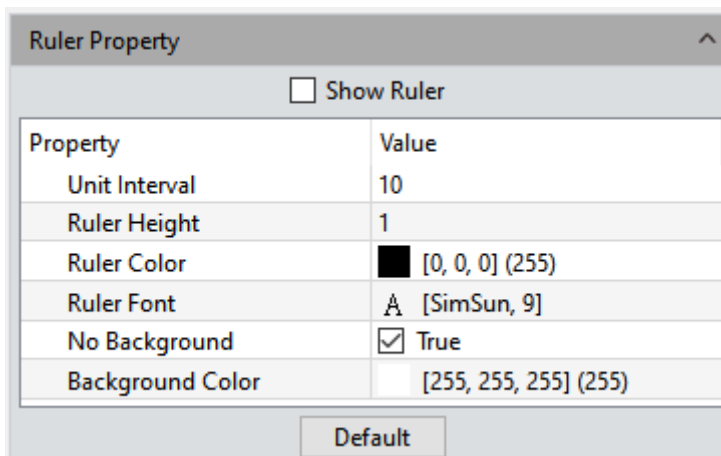 Ruler Property
Show Ruler
Property Value
Unit Interval 10
Ruler Height 1
Ruler Color [0, 0, 0] (255)
Ruler Font A [SimSun, 9]
No Background True
Background Color [255, 255, 255] (255)
Default